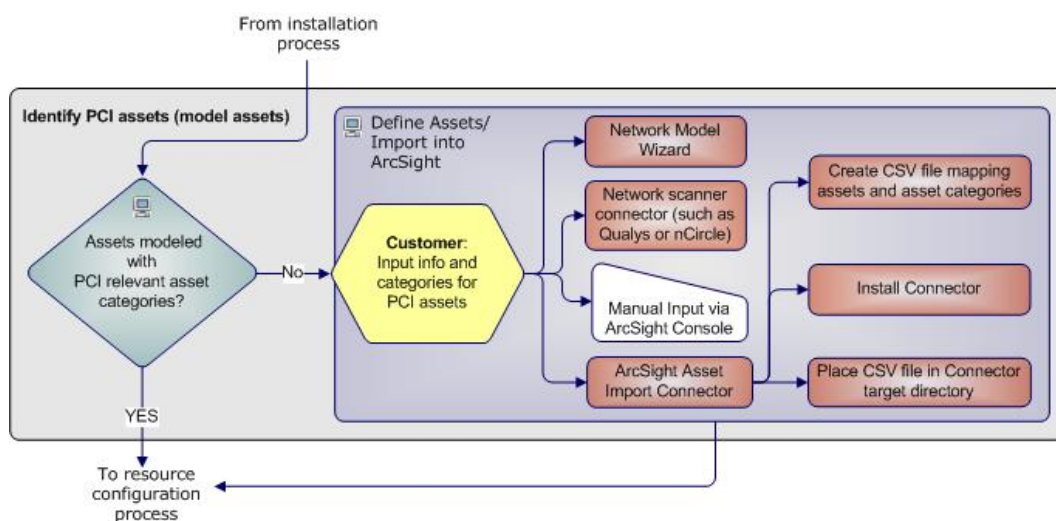 From installation
process
Identify PCI assets (model assets)
Define Assets/
Import into
ArcSight
Assets modeled
with
PCI relevant asset
categories?
No
Customer:
Input info and
categories for
PCI assets
Network Model
Wizard
Network scanner
connector (such as
Qualys or nCircle)
Manual Input via
ArcSight Console
ArcSight Asset
Import Connector
Create CSV file mapping
assets and asset categories
Install Connector
Place CSV file in Connector
target directory
YES
To resource
configuration
process